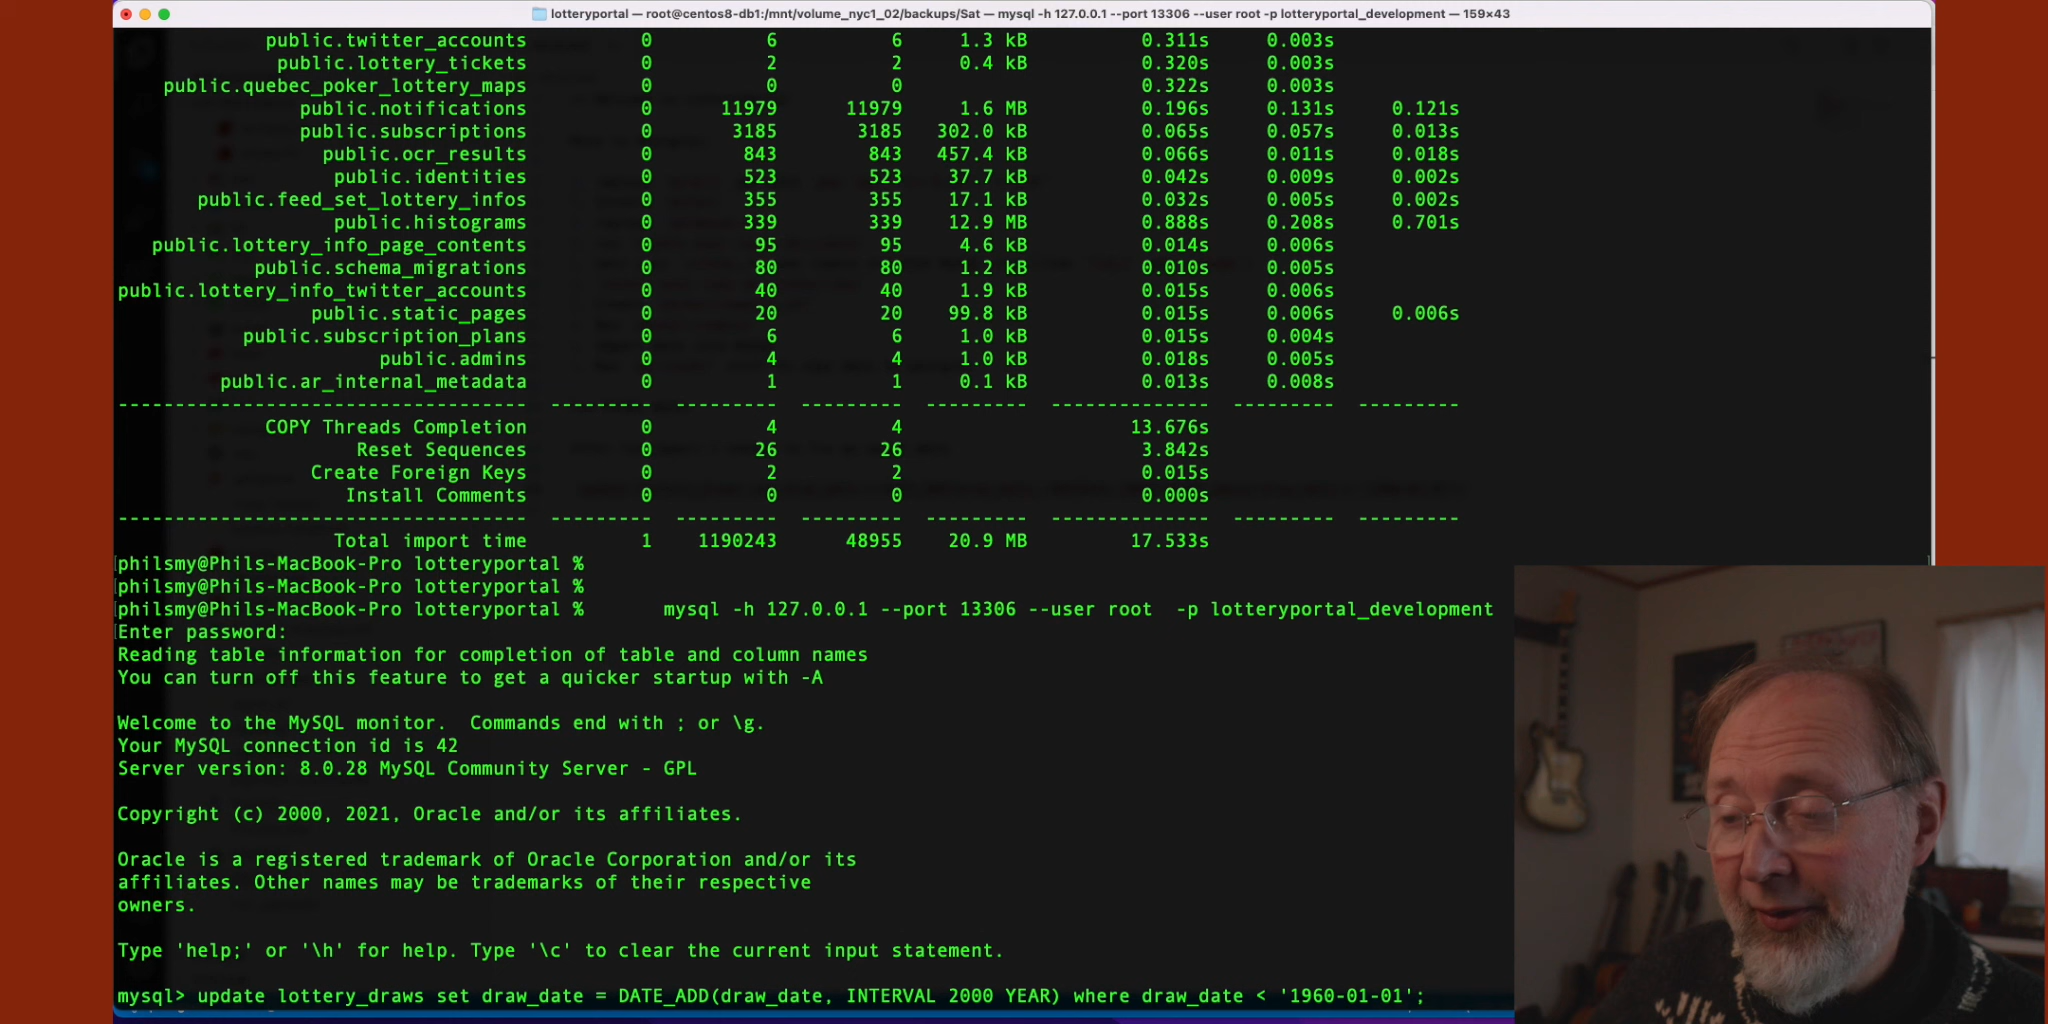 lotteryportal — root@centos8-db1:/mnt/volume_nyc1_02/backups/Sat — mysql -h 127.0.0.1 --port 13306 --user root -p lotteryportal_development — 159×43
public.twitter_accounts 0 6 6 1.3 kB 0.311s 0.003s
public.lottery_tickets 0 2 2 0.4 kB 0.320s 0.003s
public.quebec_poker_lottery_maps 0 0 0 0.322s 0.003s
public.notifications 0 11979 11979 1.6 MB 0.196s 0.131s 0.121s
public.subscriptions 0 3185 3185 302.0 kB 0.065s 0.057s 0.013s
public.ocr_results 0 843 843 457.4 kB 0.066s 0.011s 0.018s
public.identities 0 523 523 37.7 kB 0.042s 0.009s 0.002s
public.feed_set_lottery_infos 0 355 355 17.1 kB 0.032s 0.005s 0.002s
public.histograms 0 339 339 12.9 MB 0.888s 0.208s 0.701s
public.lottery_info_page_contents 0 95 95 4.6 kB 0.014s 0.006s
public.schema_migrations 0 80 80 1.2 kB 0.010s 0.005s
public.lottery_info_twitter_accounts 0 40 40 1.9 kB 0.015s 0.006s
public.static_pages 0 20 20 99.8 kB 0.015s 0.006s 0.006s
public.subscription_plans 0 6 6 1.0 kB 0.015s 0.004s
public.admins 0 4 4 1.0 kB 0.018s 0.005s
public.ar_internal_metadata 0 1 1 0.1 kB 0.013s 0.008s
------------------------------------ --------- --------- --------- --------- -------------- --------- ---------
COPY Threads Completion 0 4 4 13.676s
Reset Sequences 0 26 26 3.842s
Create Foreign Keys 0 2 2 0.015s
Install Comments 0 0 0 0.000s
------------------------------------ --------- --------- --------- --------- -------------- --------- ---------
Total import time 1 1190243 48955 20.9 MB 17.533s
philsmy@Phils-MacBook-Pro lotteryportal %
philsmy@Phils-MacBook-Pro lotteryportal %
philsmy@Phils-MacBook-Pro lotteryportal % mysql -h 127.0.0.1 --port 13306 --user root -p lotteryportal_development
Enter password:
Reading table information for completion of table and column names
You can turn off this feature to get a quicker startup with -A
Welcome to the MySQL monitor. Commands end with ; or \g.
Your MySQL connection id is 42
Server version: 8.0.28 MySQL Community Server - GPL
Copyright (c) 2000, 2021, Oracle and/or its affiliates.
Oracle is a registered trademark of Oracle Corporation and/or its
affiliates. Other names may be trademarks of their respective
owners.
Type 'help;' or '\h' for help. Type '\c' to clear the current input statement.
mysql> update lottery_draws set draw_date = DATE_ADD(draw_date, INTERVAL 2000 YEAR) where draw_date < '1960-01-01';